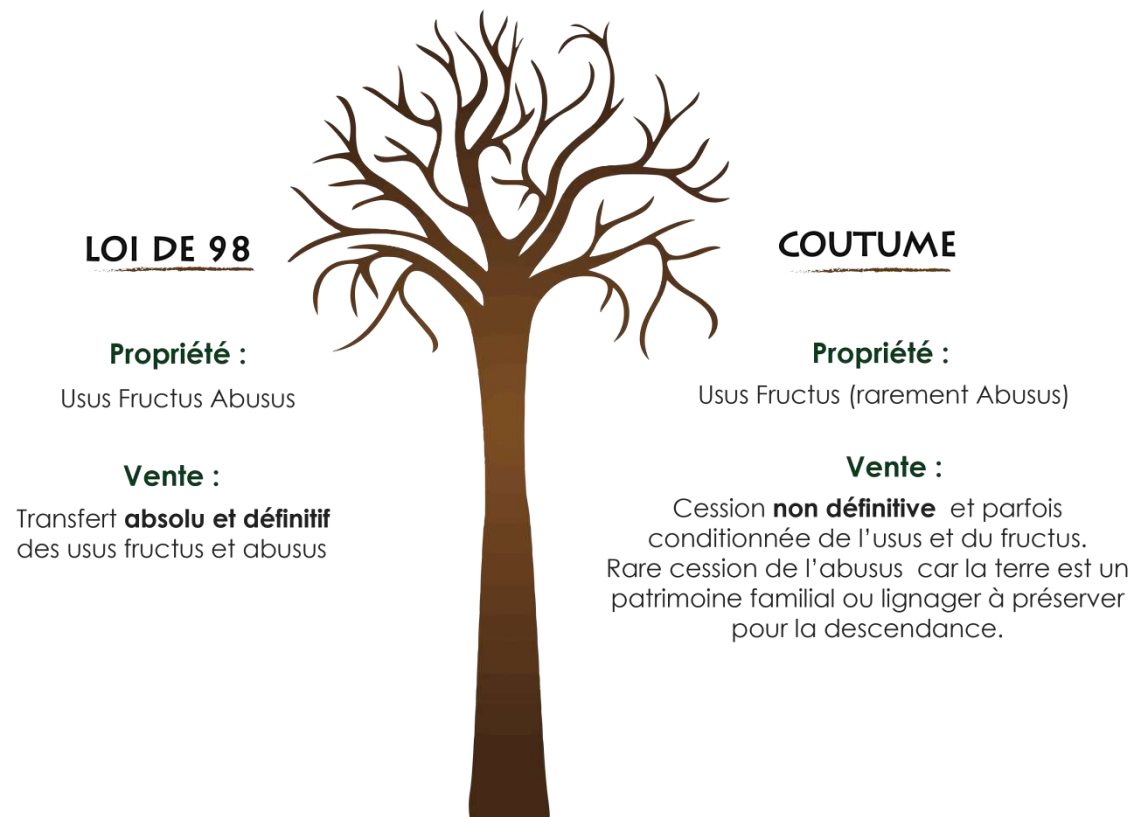 LOI DE 98
Propriété :
Usus Fructus Abusus
Vente :
Transfert absolu et définitif
des usus fructus et abusus
COUTUME
Propriété :
Usus Fructus (rarement Abusus)
Vente :
Cession non définitive et parfois
conditionnée de l'usus et du fructus.
Rare cession de l'abusus car la terre est un
patrimoine familial ou lignager à préserver
pour la descendance.